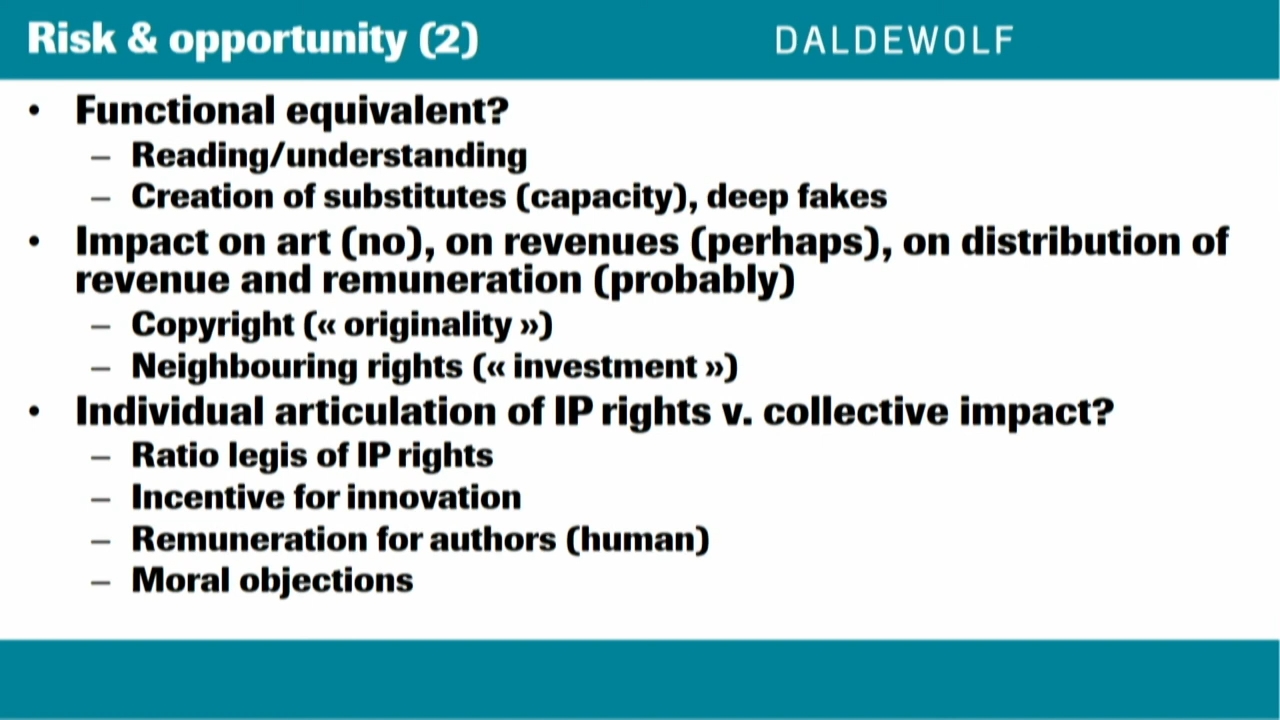 Risk & opportunity (2)
DALDEWOLF
• Functional equivalent?
– Reading/understanding
– Creation of substitutes (capacity), deep fakes
• Impact on art (no), on revenues (perhaps), on distribution of
revenue and remuneration (probably)
– Copyright (« originality »)
– Neighbouring rights (« investment »)
• Individual articulation of IP rights v. collective impact?
– Ratio legis of IP rights
– Incentive for innovation
– Remuneration for authors (human)
– Moral objections